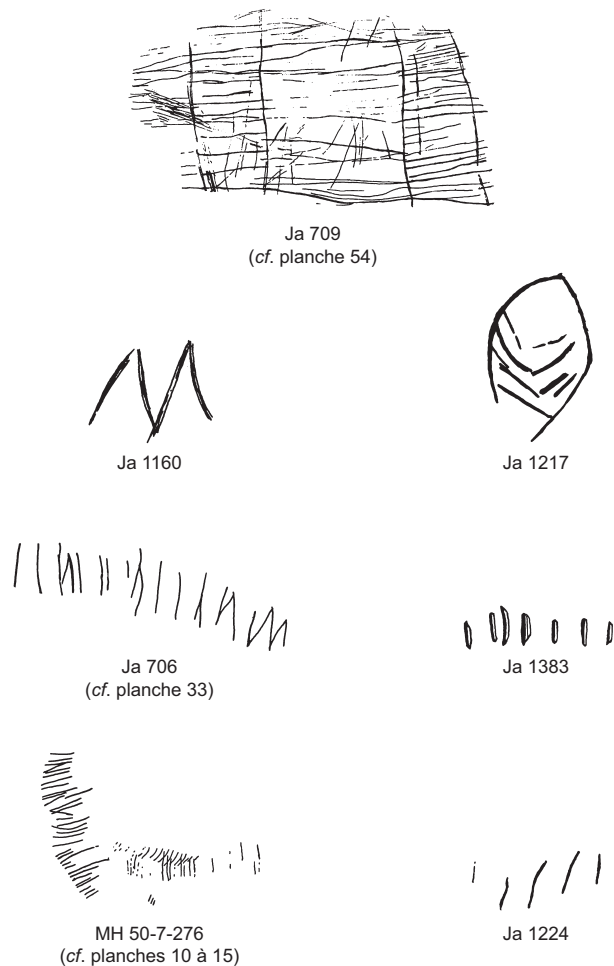 Ja 709
(cf. planche 54)
Ja 1160
Ja 1217
Ja 706
(cf. planche 33)
Ja 1383
MH 50-7-276
(cf. planches 10 à 15)
Ja 1224